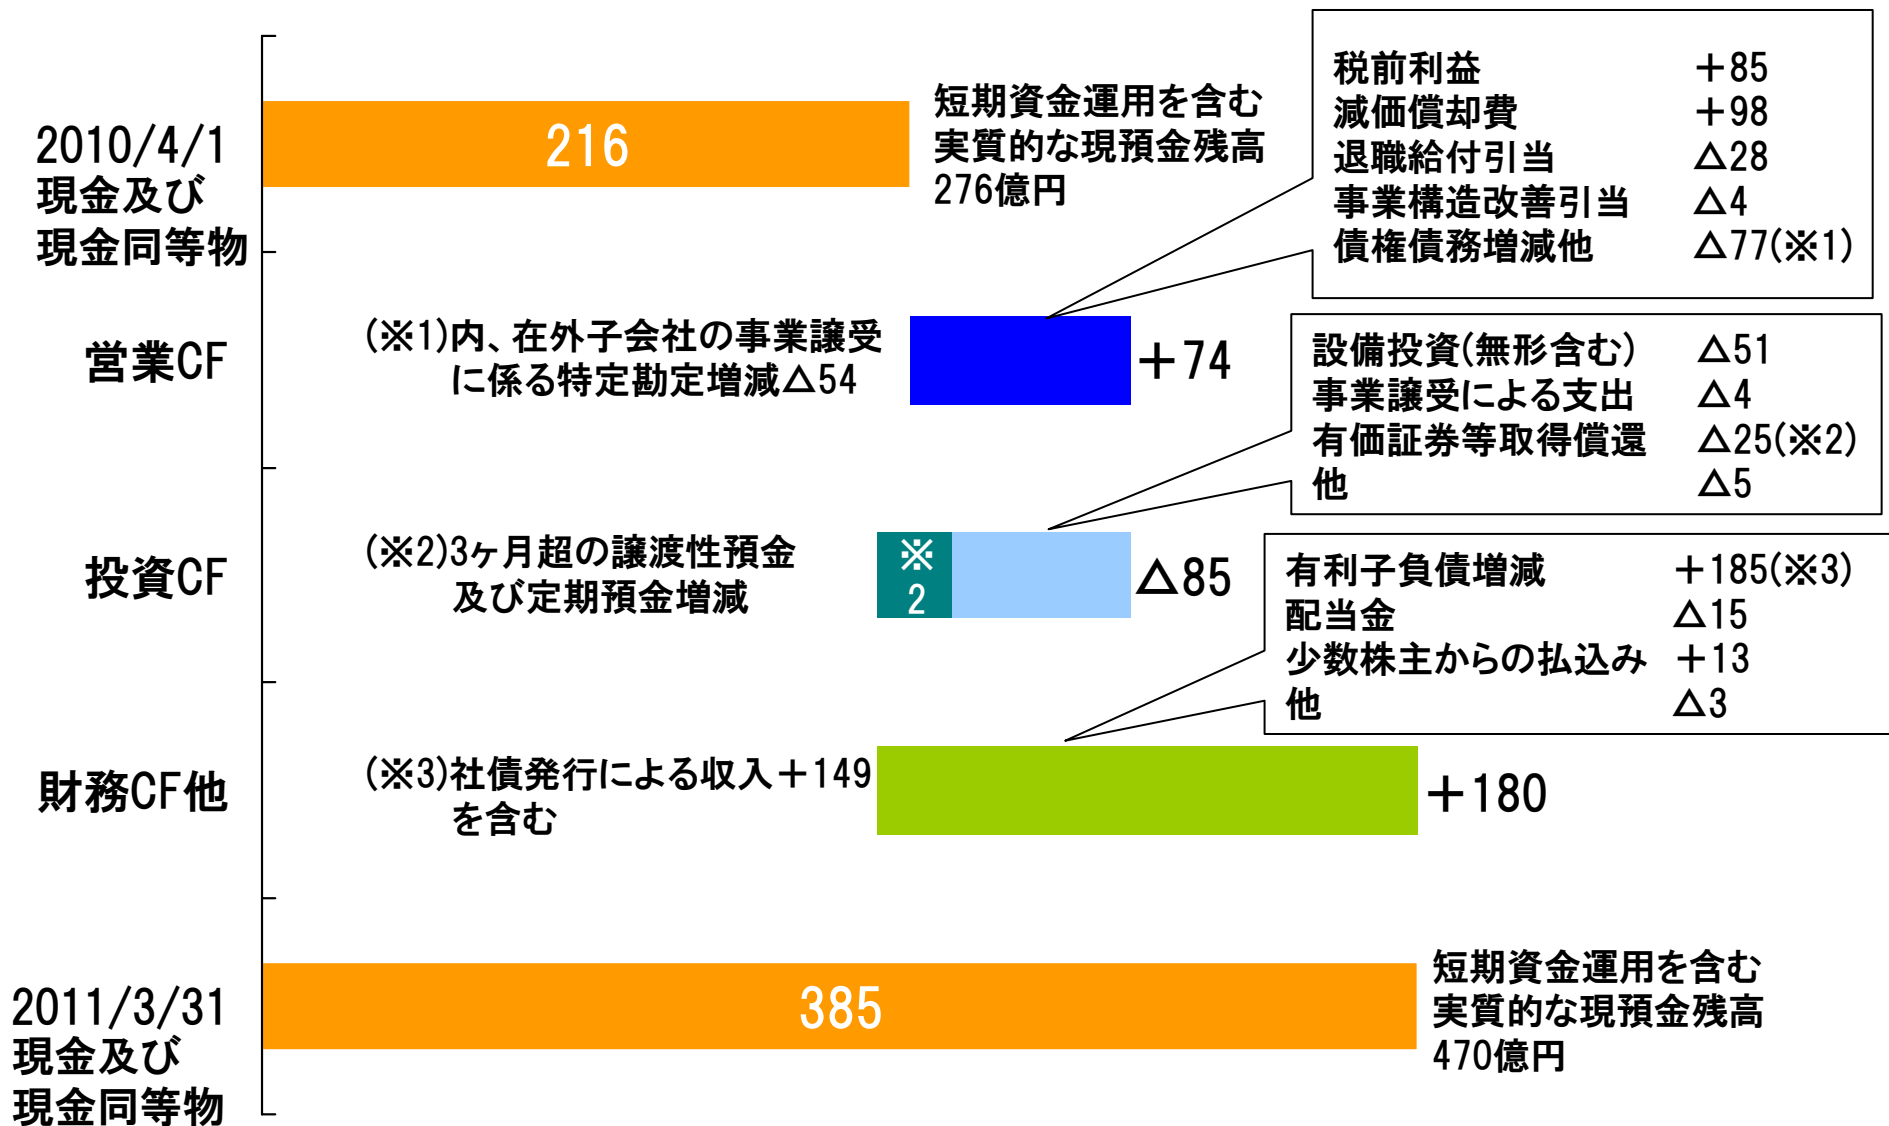 2010/4/1
現金及び
現金同等物
216
短期資金運用を含む
実質的な現預金残高
276億円
税前利益 ＋85
減価償却費 ＋98
退職給付引当 △28
事業構造改善引当 △4
債権債務増減他 △77(※1)
営業CF
(※1)内、在外子会社の事業譲受
に係る特定勘定増減△54
＋74
設備投資(無形含む) △51
事業譲受による支出 △4
有価証券等取得償還 △25(※2)
他 △5
投資CF
(※2)3ヶ月超の譲渡性預金
及び定期預金増減
※
2
△85
有利子負債増減 ＋185(※3)
配当金 △15
少数株主からの払込み ＋13
他 △3
財務CF他
(※3)社債発行による収入＋149
を含む
＋180
2011/3/31
現金及び
現金同等物
385
短期資金運用を含む
実質的な現預金残高
470億円